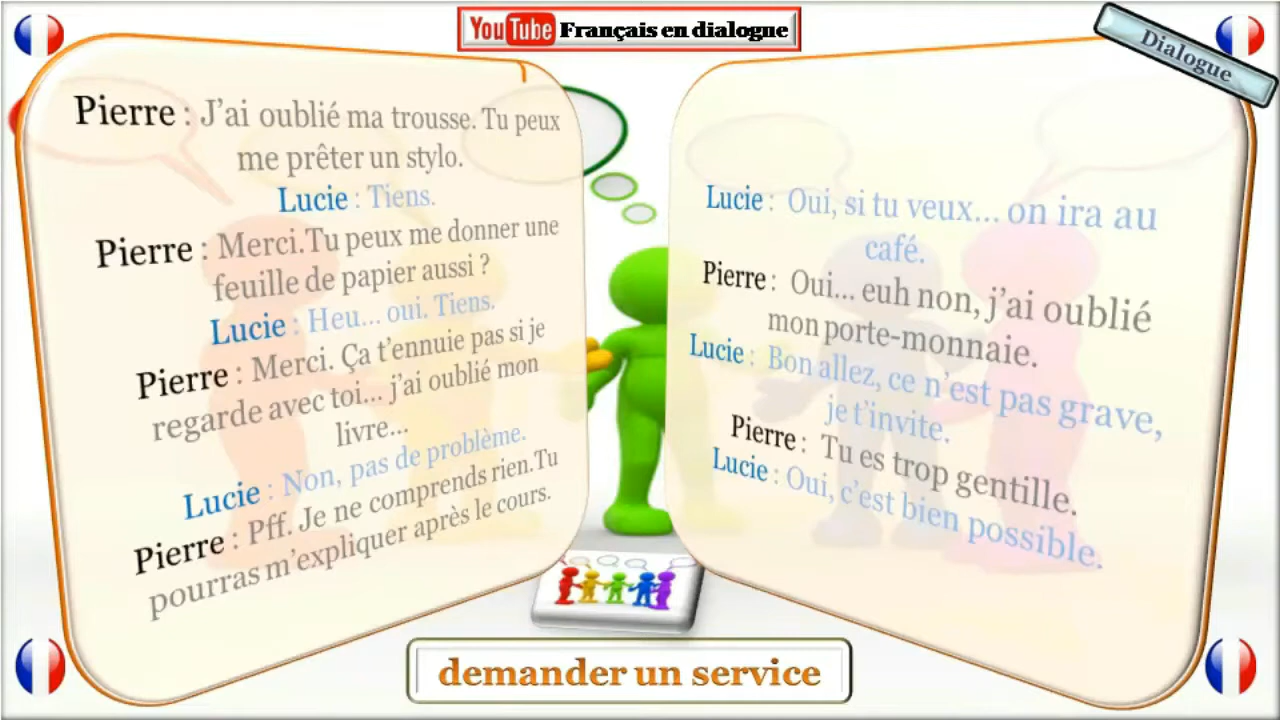 YouTube Français en dialogue
Dialogue
Pierre : J'ai oublié ma trousse. Tu peux
me prêter un stylo.
Lucie : Tiens.
Pierre : Merci.Tu peux me donner une
feuille de papier aussi ?
Lucie : Heu... oui. Tiens.
Pierre : Merci. Ça t'ennuie pas si je
regarde avec toi... j'ai oublié mon
livre...
Lucie : Non, pas de problème.
Pierre : Pff. Je ne comprends rien.Tu
pourras m'expliquer après le cours.
Lucie : Oui, si tu veux... on ira au
café.
Pierre : Oui... euh non, j'ai oublié
mon porte-monnaie.
Lucie : Bon allez, ce n'est pas grave,
je t'invite.
Pierre : Tu es trop gentille.
Lucie : Oui, c'est bien possible.
demander un service